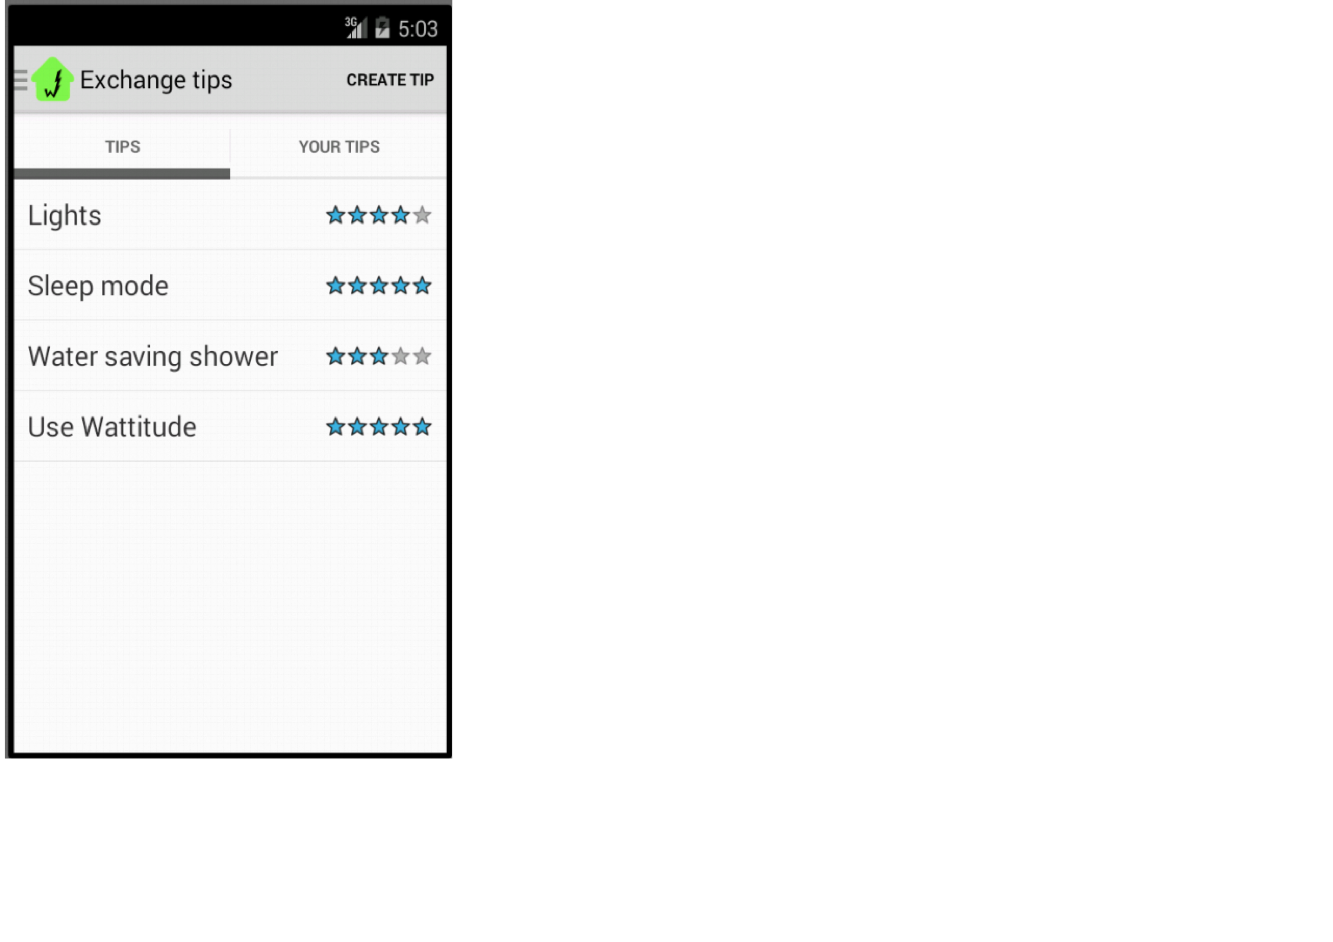 3G 5:03
Exchange tips CREATE TIP
TIPS YOUR TIPS
Lights
Sleep mode
Water saving shower
Use Wattitude